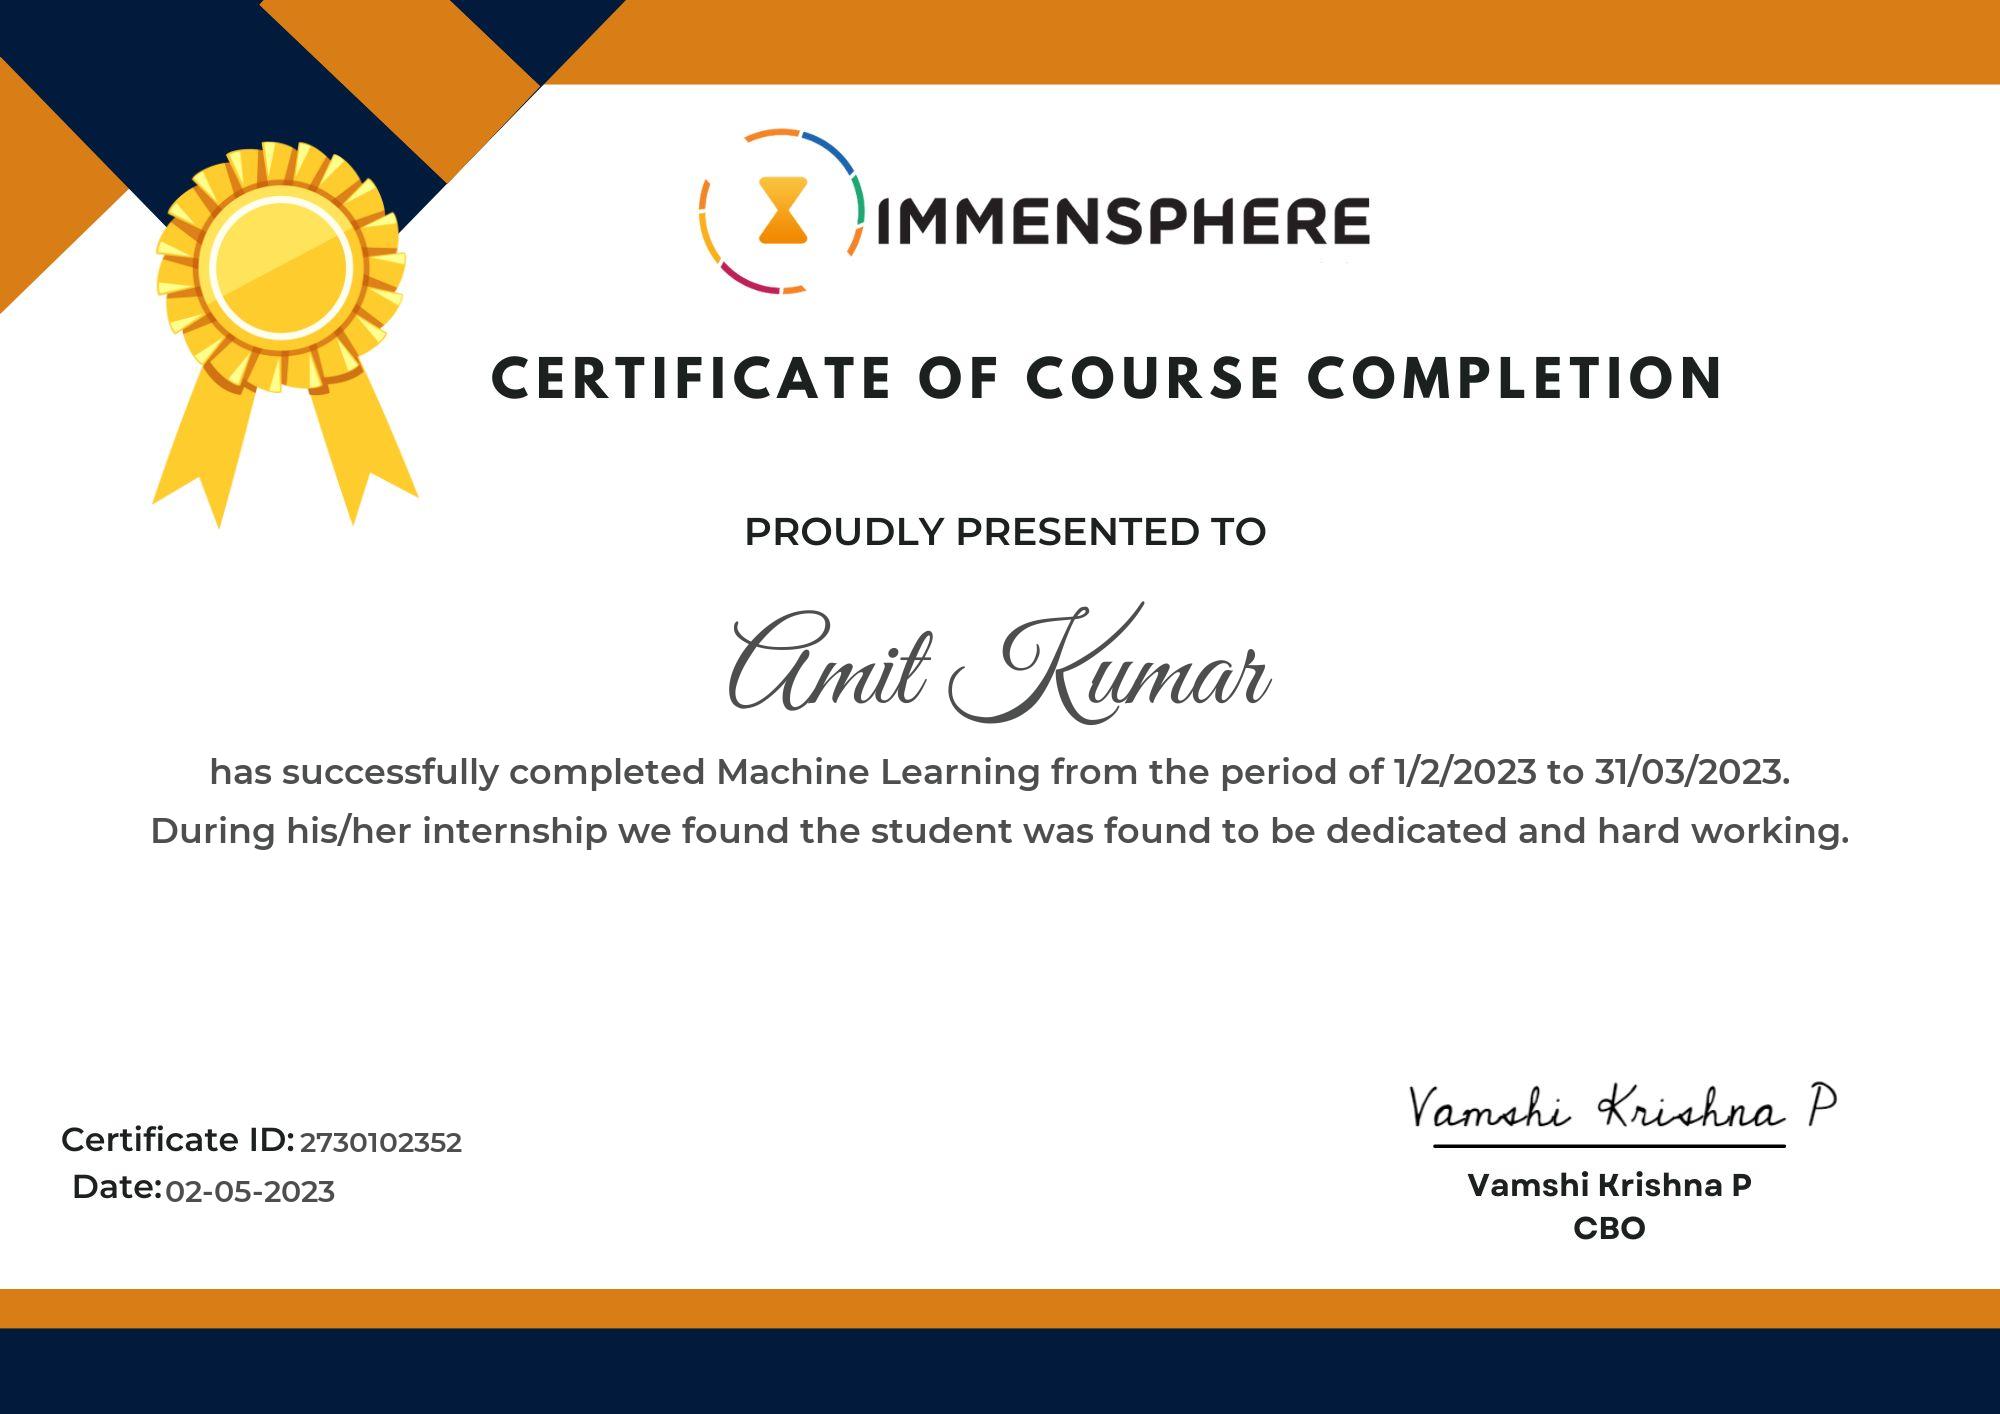 IMMENSPHERE
CERTIFICATE OF COURSE COMPLETION
PROUDLY PRESENTED TO
Amit Kumar
has successfully completed Machine Learning from the period of 1/2/2023 to 31/03/2023.
During his/her internship we found the student was found to be dedicated and hard working.
Certificate ID: 2730102352
Date: 02-05-2023
Vamshi Krishna P
Vamshi Krishna P
CBO